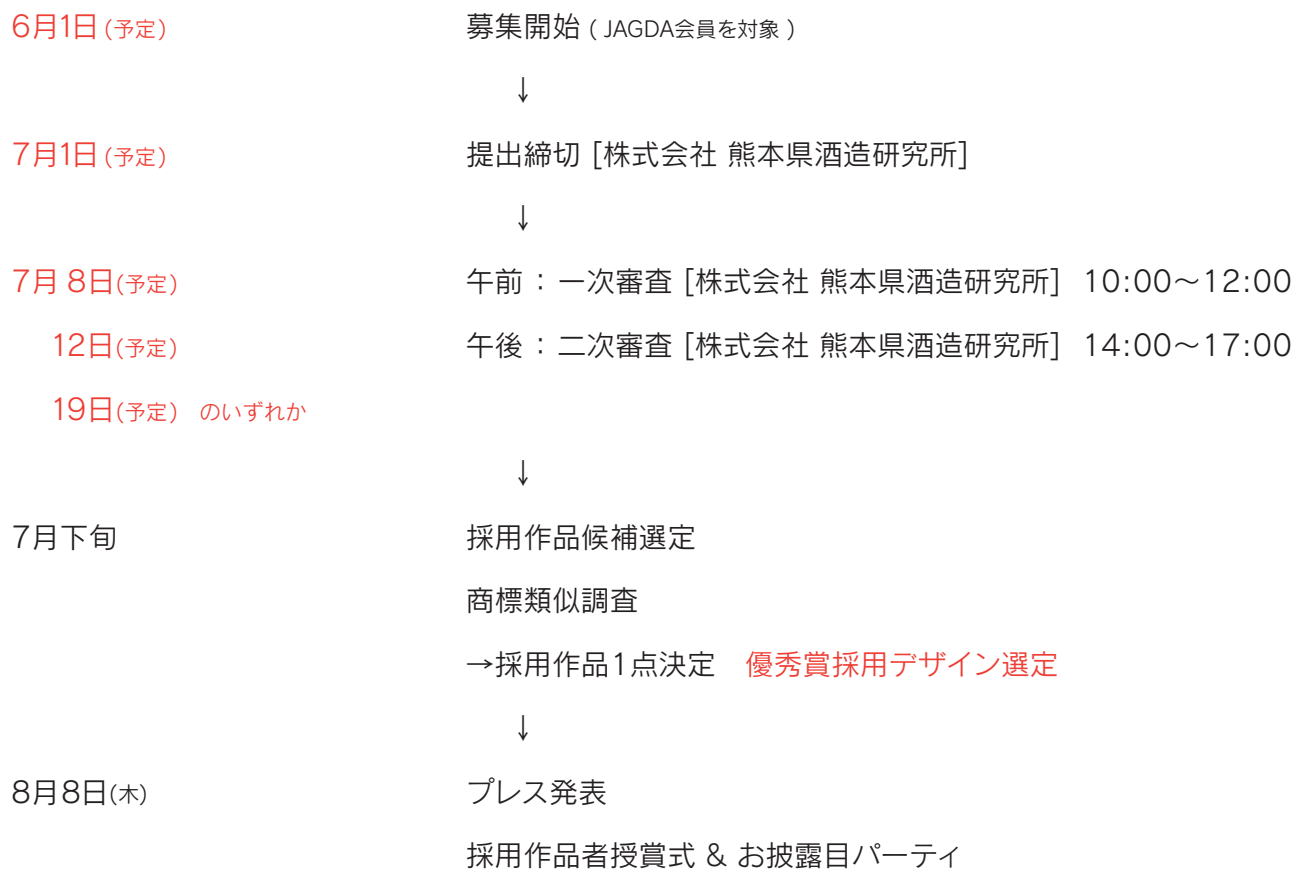 6月1日(予定) 募集開始 ( JAGDA会員を対象 )
↓
7月1日(予定) 提出締切 [株式会社 熊本県酒造研究所]
↓
7月 8日(予定) 午前 : 一次審査 [株式会社 熊本県酒造研究所] 10:00〜12:00
12日(予定) 午後 : 二次審査 [株式会社 熊本県酒造研究所] 14:00〜17:00
19日(予定) のいずれか
↓
7月下旬 採用作品候補選定
商標類似調査
→採用作品1点決定 優秀賞採用デザイン選定
↓
8月8日(木) プレス発表
採用作品者授賞式 & お披露目パーティ